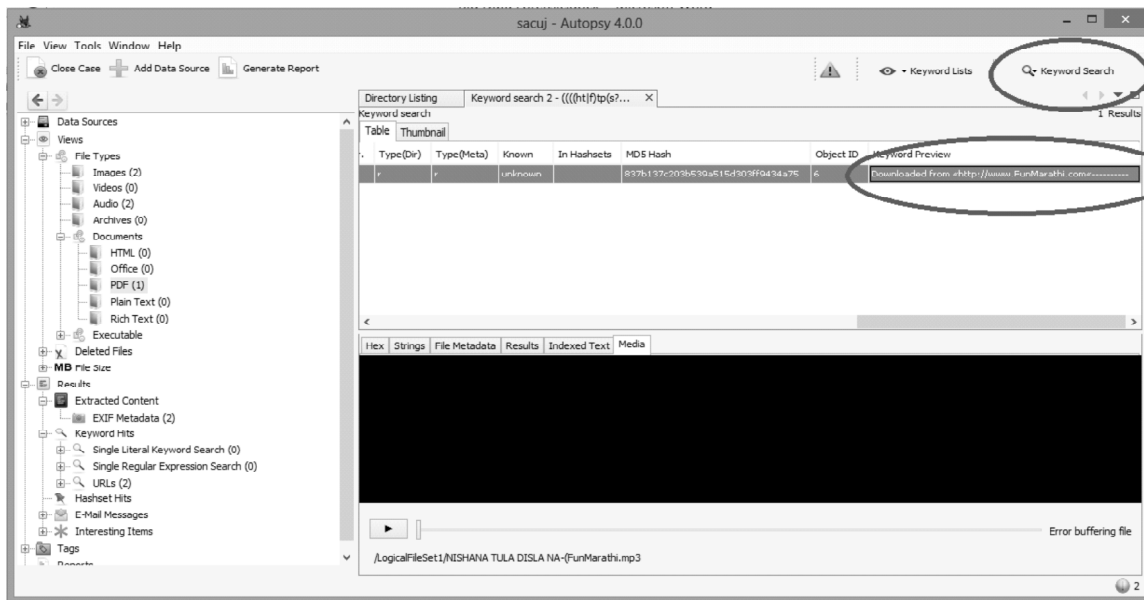 sacuj - Autopsy 4.0.0
File View Tools Window Help
Close Case Add Data Source Generate Report Keyword Lists Keyword Search
Directory Listing Keyword search 2 - ((((ht|f)tp(s?... X
Keyword search 1 Results
Table Thumbnail
Type(Dir) Type(Meta) Known In Hashsets MD5 Hash Object ID Keyword Preview
r r unknown 837b137c203b539a515d303ff9434a75 6 Downloaded from <http://www.FunMarathi.com<----------
Data Sources
Views
File Types
Images (2)
Videos (0)
Audio (2)
Archives (0)
Documents
HTML (0)
Office (0)
PDF (1)
Plain Text (0)
Rich Text (0)
Executable
Deleted Files
MB File Size
Results
Extracted Content
EXIF Metadata (2)
Keyword Hits
Single Literal Keyword Search (0)
Single Regular Expression Search (0)
URLs (2)
Hashset Hits
E-Mail Messages
Interesting Items
Tags
Reports
Hex Strings File Metadata Results Indexed Text Media
Error buffering file
/LogicalFileSet1/NISHANA TULA DISLA NA-(FunMarathi.mp3
2